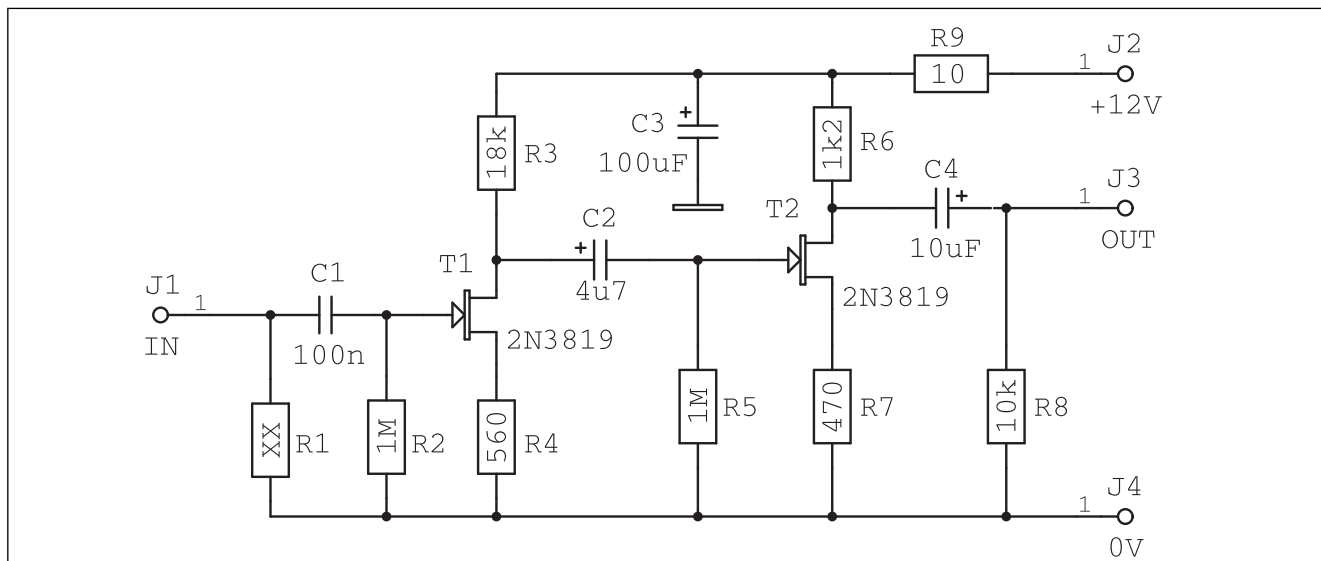 R9
10
1
J2
+12V
18k
R3
C3
+
100uF
1k2
R6
C4
+
10uF
1
J3
OUT
T2
C2
+
4u7
T1
2N3819
2N3819
J1
1
IN
C1
100n
XX
R1
1M
R2
560
R4
1M
R5
470
R7
10k
R8
1
J4
0V